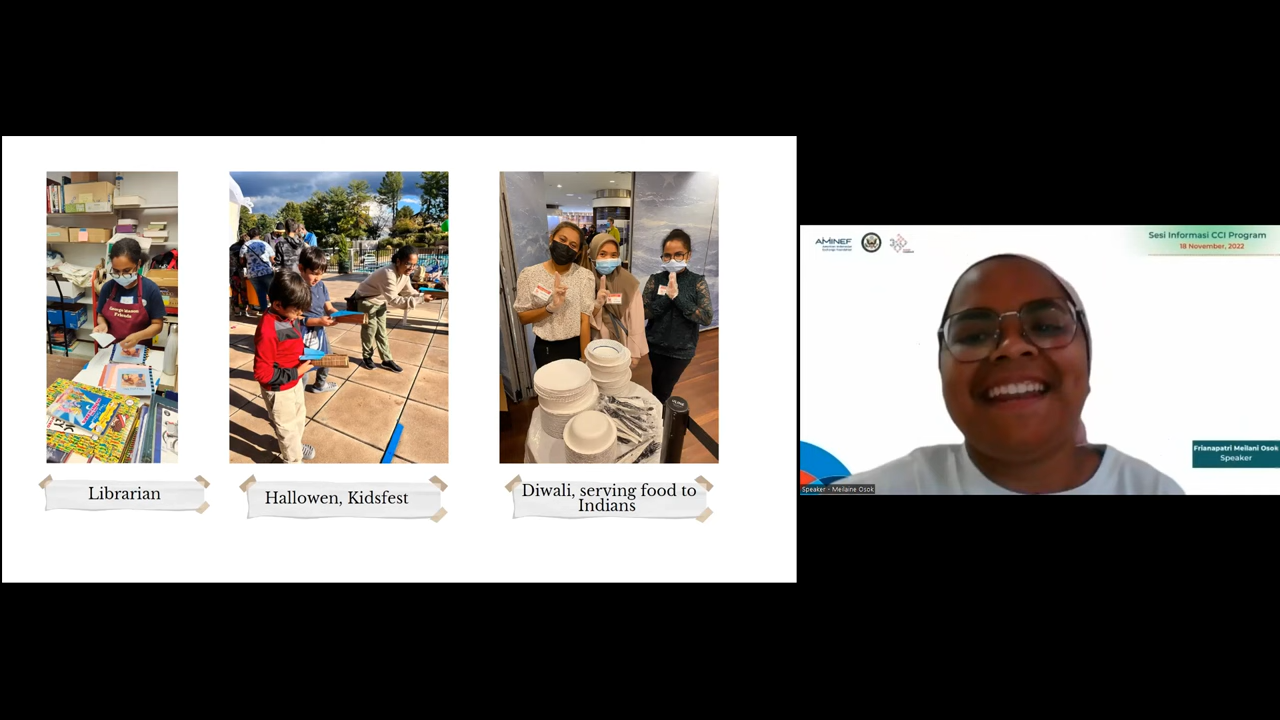 Librarian
Hallowen, Kidsfest
Diwali, serving food to
Indians
AMINEF
Sesi Informasi CCI Program
18 November, 2022
Frianapatri Meilani Osok
Speaker
Speaker - Meilaine Osok